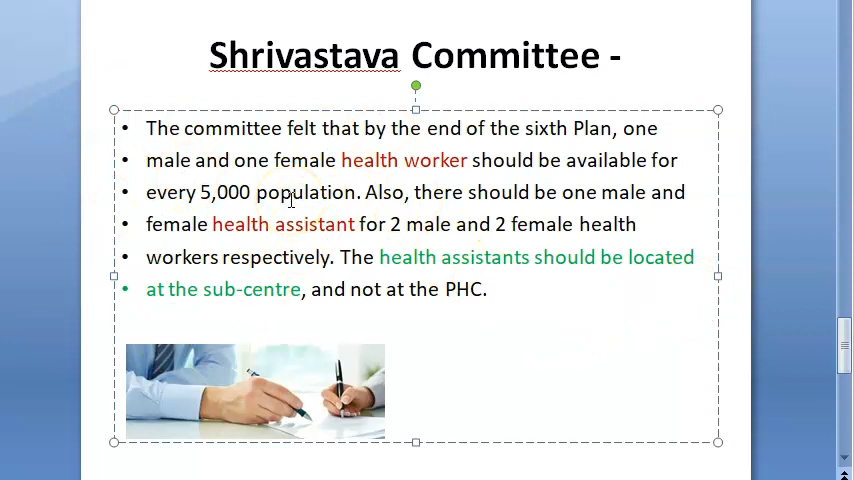 Shrivastava Committee -
• The committee felt that by the end of the sixth Plan, one
• male and one female health worker should be available for
• every 5,000 population. Also, there should be one male and
• female health assistant for 2 male and 2 female health
• workers respectively. The health assistants should be located
• at the sub-centre, and not at the PHC.